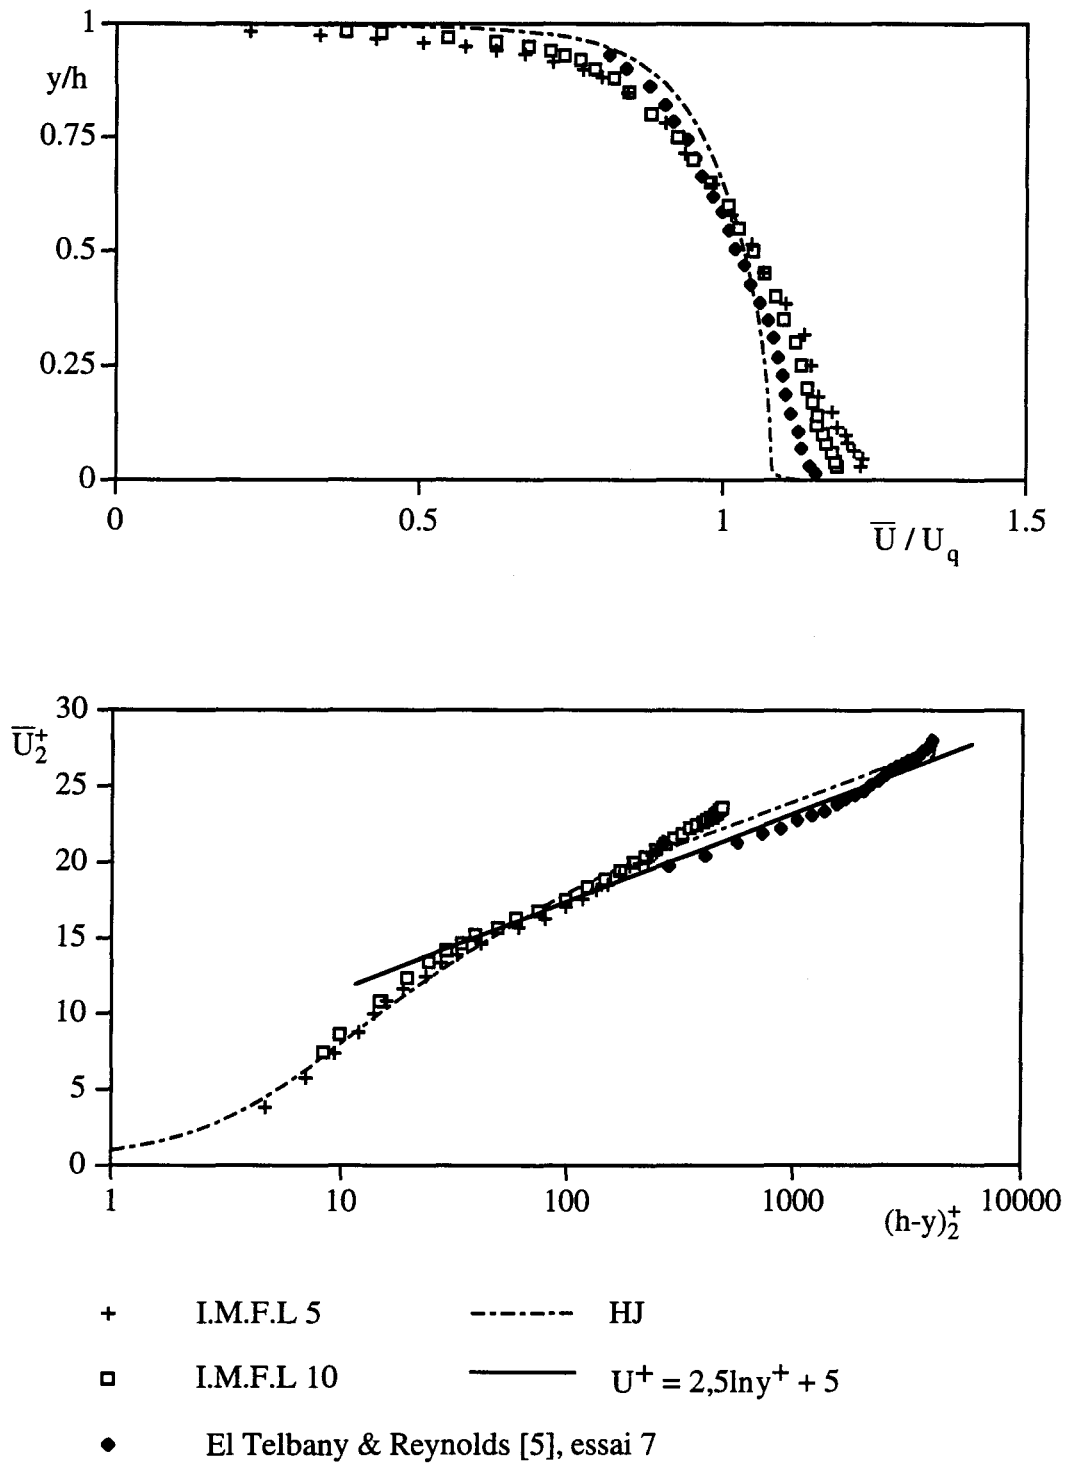 1
y/h
0.75
0.5
0.25
0
0 0.5 1 1.5
U̅ / U_q
30
U̅₂⁺
25
20
15
10
5
0
1 10 100 1000 10000
(h-y)₂⁺
+ I.M.F.L 5 HJ
I.M.F.L 10 U⁺ = 2,5lny⁺ + 5
El Telbany & Reynolds [5], essai 7